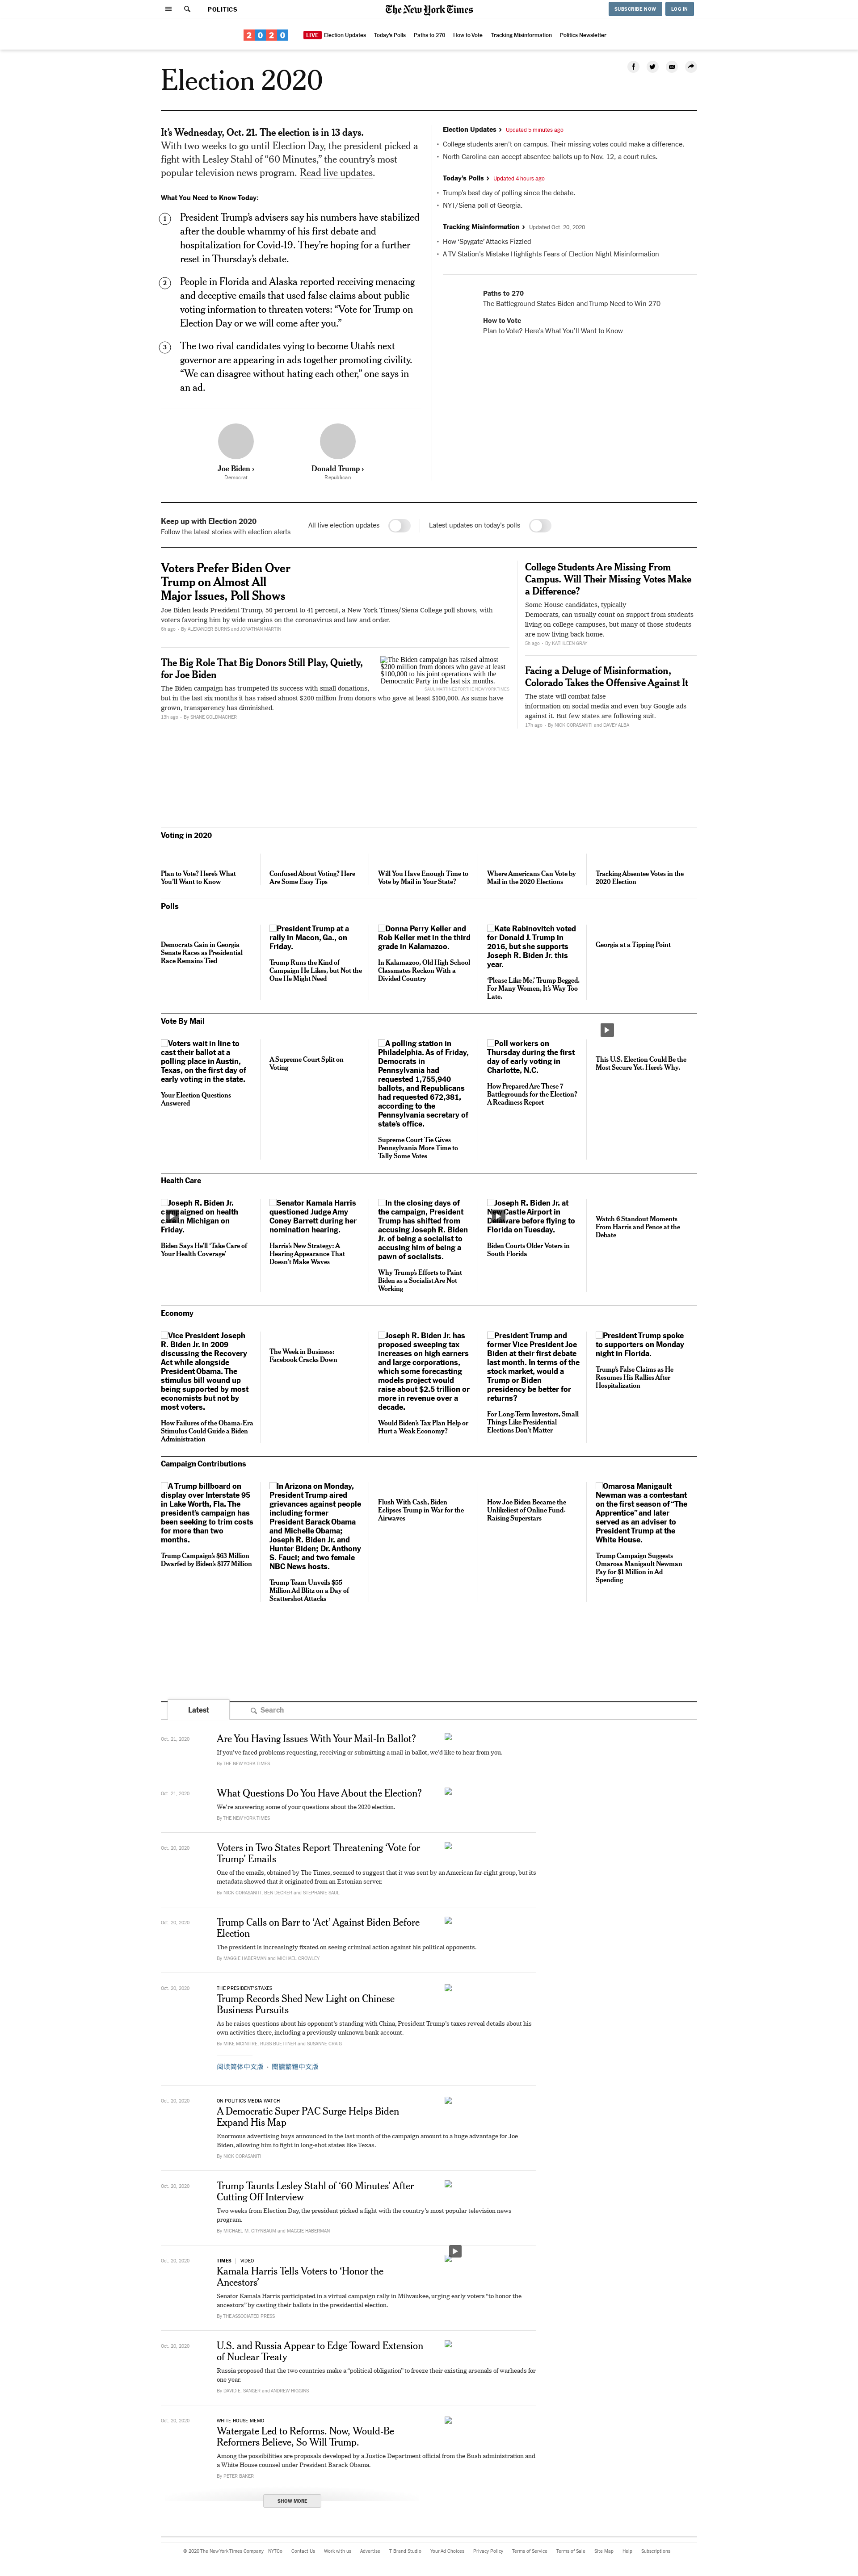 POLITICS
The New York Times
SUBSCRIBE NOW
LOG IN
2020
LIVE Election Updates
Today's Polls
Paths to 270
How to Vote
Tracking Misinformation
Politics Newsletter
Election 2020
It's Wednesday, Oct. 21. The election is in 13 days.
With two weeks to go until Election Day, the president picked a
fight with Lesley Stahl of “60 Minutes,” the country's most
popular television news program. Read live updates.
What You Need to Know Today:
1 President Trump's advisers say his numbers have stabilized
after the double whammy of his first debate and
hospitalization for Covid-19. They're hoping for a further
reset in Thursday's debate.
2 People in Florida and Alaska reported receiving menacing
and deceptive emails that used false claims about public
voting information to threaten voters: “Vote for Trump on
Election Day or we will come after you.”
3 The two rival candidates vying to become Utah's next
governor are appearing in ads together promoting civility.
“We can disagree without hating each other,” one says in
an ad.
Joe Biden ›
Democrat
Donald Trump ›
Republican
Election Updates › Updated 5 minutes ago
• College students aren't on campus. Their missing votes could make a difference.
• North Carolina can accept absentee ballots up to Nov. 12, a court rules.
Today's Polls › Updated 4 hours ago
• Trump's best day of polling since the debate.
• NYT/Siena poll of Georgia.
Tracking Misinformation › Updated Oct. 20, 2020
• How ‘Spygate’ Attacks Fizzled
• A TV Station's Mistake Highlights Fears of Election Night Misinformation
Paths to 270
The Battleground States Biden and Trump Need to Win 270
How to Vote
Plan to Vote? Here's What You'll Want to Know
Keep up with Election 2020
Follow the latest stories with election alerts
All live election updates
Latest updates on today's polls
Voters Prefer Biden Over
Trump on Almost All
Major Issues, Poll Shows
Joe Biden leads President Trump, 50 percent to 41 percent, a New York Times/Siena College poll shows, with
voters favoring him by wide margins on the coronavirus and law and order.
6h ago – By ALEXANDER BURNS and JONATHAN MARTIN
The Big Role That Big Donors Still Play, Quietly,
for Joe Biden
The Biden campaign has trumpeted its success with small donations,
but in the last six months it has also raised almost $200 million from donors who gave at least $100,000. As sums have
grown, transparency has diminished.
13h ago – By SHANE GOLDMACHER
The Biden campaign has raised almost
$200 million from donors who gave at least
$100,000 to his joint operations with the
Democratic Party in the last six months.
SAUL MARTINEZ FOR THE NEW YORK TIMES
College Students Are Missing From
Campus. Will Their Missing Votes Make
a Difference?
Some House candidates, typically
Democrats, can usually count on support from students
living on college campuses, but many of those students
are now living back home.
5h ago – By KATHLEEN GRAY
Facing a Deluge of Misinformation,
Colorado Takes the Offensive Against It
The state will combat false
information on social media and even buy Google ads
against it. But few states are following suit.
17h ago – By NICK CORASANITI and DAVEY ALBA
Voting in 2020
Plan to Vote? Here's What
You'll Want to Know
Confused About Voting? Here
Are Some Easy Tips
Will You Have Enough Time to
Vote by Mail in Your State?
Where Americans Can Vote by
Mail in the 2020 Elections
Tracking Absentee Votes in the
2020 Election
Polls
Democrats Gain in Georgia
Senate Races as Presidential
Race Remains Tied
President Trump at a
rally in Macon, Ga., on
Friday.
Trump Runs the Kind of
Campaign He Likes, but Not the
One He Might Need
Donna Perry Keller and
Rob Keller met in the third
grade in Kalamazoo.
In Kalamazoo, Old High School
Classmates Reckon With a
Divided Country
Kate Rabinovitch voted
for Donald J. Trump in
2016, but she supports
Joseph R. Biden Jr. this
year.
‘Please Like Me,’ Trump Begged.
For Many Women, It's Way Too
Late.
Georgia at a Tipping Point
Vote By Mail
Voters wait in line to
cast their ballot at a
polling place in Austin,
Texas, on the first day of
early voting in the state.
Your Election Questions
Answered
A Supreme Court Split on
Voting
A polling station in
Philadelphia. As of Friday,
Democrats in
Pennsylvania had
requested 1,755,940
ballots, and Republicans
had requested 672,381,
according to the
Pennsylvania secretary of
state's office.
Supreme Court Tie Gives
Pennsylvania More Time to
Tally Some Votes
Poll workers on
Thursday during the first
day of early voting in
Charlotte, N.C.
How Prepared Are These 7
Battlegrounds for the Election?
A Readiness Report
This U.S. Election Could Be the
Most Secure Yet. Here's Why.
Health Care
Joseph R. Biden Jr.
campaigned on health
care in Michigan on
Friday.
Biden Says He'll ‘Take Care of
Your Health Coverage’
Senator Kamala Harris
questioned Judge Amy
Coney Barrett during her
nomination hearing.
Harris's New Strategy: A
Hearing Appearance That
Doesn't Make Waves
In the closing days of
the campaign, President
Trump has shifted from
accusing Joseph R. Biden
Jr. of being a socialist to
accusing him of being a
pawn of socialists.
Why Trump's Efforts to Paint
Biden as a Socialist Are Not
Working
Joseph R. Biden Jr. at
New Castle Airport in
Delaware before flying to
Florida on Tuesday.
Biden Courts Older Voters in
South Florida
Watch 6 Standout Moments
From Harris and Pence at the
Debate
Economy
Vice President Joseph
R. Biden Jr. in 2009
discussing the Recovery
Act while alongside
President Obama. The
stimulus bill wound up
being supported by most
economists but not by
most voters.
How Failures of the Obama-Era
Stimulus Could Guide a Biden
Administration
The Week in Business:
Facebook Cracks Down
Joseph R. Biden Jr. has
proposed sweeping tax
increases on high earners
and large corporations,
which some forecasting
models project would
raise about $2.5 trillion or
more in revenue over a
decade.
Would Biden's Tax Plan Help or
Hurt a Weak Economy?
President Trump and
former Vice President Joe
Biden at their first debate
last month. In terms of the
stock market, would a
Trump or Biden
presidency be better for
returns?
For Long-Term Investors, Small
Things Like Presidential
Elections Don't Matter
President Trump spoke
to supporters on Monday
night in Florida.
Trump's False Claims as He
Resumes His Rallies After
Hospitalization
Campaign Contributions
A Trump billboard on
display over Interstate 95
in Lake Worth, Fla. The
president's campaign has
been seeking to trim costs
for more than two
months.
Trump Campaign's $63 Million
Dwarfed by Biden's $177 Million
In Arizona on Monday,
President Trump aired
grievances against people
including former
President Barack Obama
and Michelle Obama;
Joseph R. Biden Jr. and
Hunter Biden; Dr. Anthony
S. Fauci; and two female
NBC News hosts.
Trump Team Unveils $55
Million Ad Blitz on a Day of
Scattershot Attacks
Flush With Cash, Biden
Eclipses Trump in War for the
Airwaves
How Joe Biden Became the
Unlikeliest of Online Fund-
Raising Superstars
Omarosa Manigault
Newman was a contestant
on the first season of “The
Apprentice” and later
served as an adviser to
President Trump at the
White House.
Trump Campaign Suggests
Omarosa Manigault Newman
Pay for $1 Million in Ad
Spending
Latest
Search
Oct. 21, 2020
Are You Having Issues With Your Mail-In Ballot?
If you've faced problems requesting, receiving or submitting a mail-in ballot, we'd like to hear from you.
By THE NEW YORK TIMES
Oct. 21, 2020
What Questions Do You Have About the Election?
We're answering some of your questions about the 2020 election.
By THE NEW YORK TIMES
Oct. 20, 2020
Voters in Two States Report Threatening ‘Vote for
Trump’ Emails
One of the emails, obtained by The Times, seemed to suggest that it was sent by an American far-right group, but its
metadata showed that it originated from an Estonian server.
By NICK CORASANITI, BEN DECKER and STEPHANIE SAUL
Oct. 20, 2020
Trump Calls on Barr to ‘Act’ Against Biden Before
Election
The president is increasingly fixated on seeing criminal action against his political opponents.
By MAGGIE HABERMAN and MICHAEL CROWLEY
Oct. 20, 2020
THE PRESIDENT'S TAXES
Trump Records Shed New Light on Chinese
Business Pursuits
As he raises questions about his opponent's standing with China, President Trump's taxes reveal details about his
own activities there, including a previously unknown bank account.
By MIKE MCINTIRE, RUSS BUETTNER and SUSANNE CRAIG
阅读简体中文版 • 閱讀繁體中文版
Oct. 20, 2020
ON POLITICS MEDIA WATCH
A Democratic Super PAC Surge Helps Biden
Expand His Map
Enormous advertising buys announced in the last month of the campaign amount to a huge advantage for Joe
Biden, allowing him to fight in long-shot states like Texas.
By NICK CORASANITI
Oct. 20, 2020
Trump Taunts Lesley Stahl of ‘60 Minutes’ After
Cutting Off Interview
Two weeks from Election Day, the president picked a fight with the country's most popular television news
program.
By MICHAEL M. GRYNBAUM and MAGGIE HABERMAN
Oct. 20, 2020
TIMES | VIDEO
Kamala Harris Tells Voters to ‘Honor the
Ancestors’
Senator Kamala Harris participated in a virtual campaign rally in Milwaukee, urging early voters “to honor the
ancestors” by casting their ballots in the presidential election.
By THE ASSOCIATED PRESS
Oct. 20, 2020
U.S. and Russia Appear to Edge Toward Extension
of Nuclear Treaty
Russia proposed that the two countries make a “political obligation” to freeze their existing arsenals of warheads for
one year.
By DAVID E. SANGER and ANDREW HIGGINS
Oct. 20, 2020
WHITE HOUSE MEMO
Watergate Led to Reforms. Now, Would-Be
Reformers Believe, So Will Trump.
Among the possibilities are proposals developed by a Justice Department official from the Bush administration and
a White House counsel under President Barack Obama.
By PETER BAKER
SHOW MORE
© 2020 The New York Times Company
NYTCo
Contact Us
Work with us
Advertise
T Brand Studio
Your Ad Choices
Privacy Policy
Terms of Service
Terms of Sale
Site Map
Help
Subscriptions